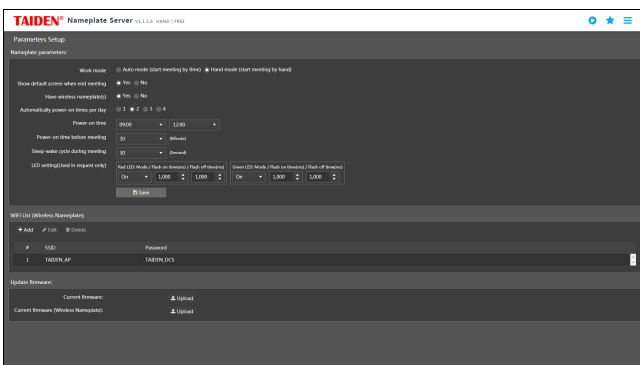 TAIDEN® Nameplate Server V1.1.3.8 HAND | FREE
Parameters Setup
Nameplate parameters:
Work mode Auto mode (start meeting by time) Hand mode (start meeting by hand)
Show default screen when end meeting Yes No
Have wireless nameplate(s) Yes No
Automatically power-on times per day 1 2 3 4
Power-on time 09:00 12:00
Power-on time before meeting 30 (Minute)
Sleep-wake cycle during meeting 30 (Second)
LED setting(Used in request only) Red LED: Mode / Flash on time(ms) / Flash off time(ms) Green LED: Mode / Flash on time(ms) / Flash off time(ms)
On 1,000 1,000 On 1,000 1,000
Save
WiFi List (Wireless Nameplate):
Add Edit Delete
# SSID Password
1 TAIDEN_AP TAIDEN_DCS
Update firmware:
Current firmware: Upload
Current firmware (Wireless Nameplate): Upload